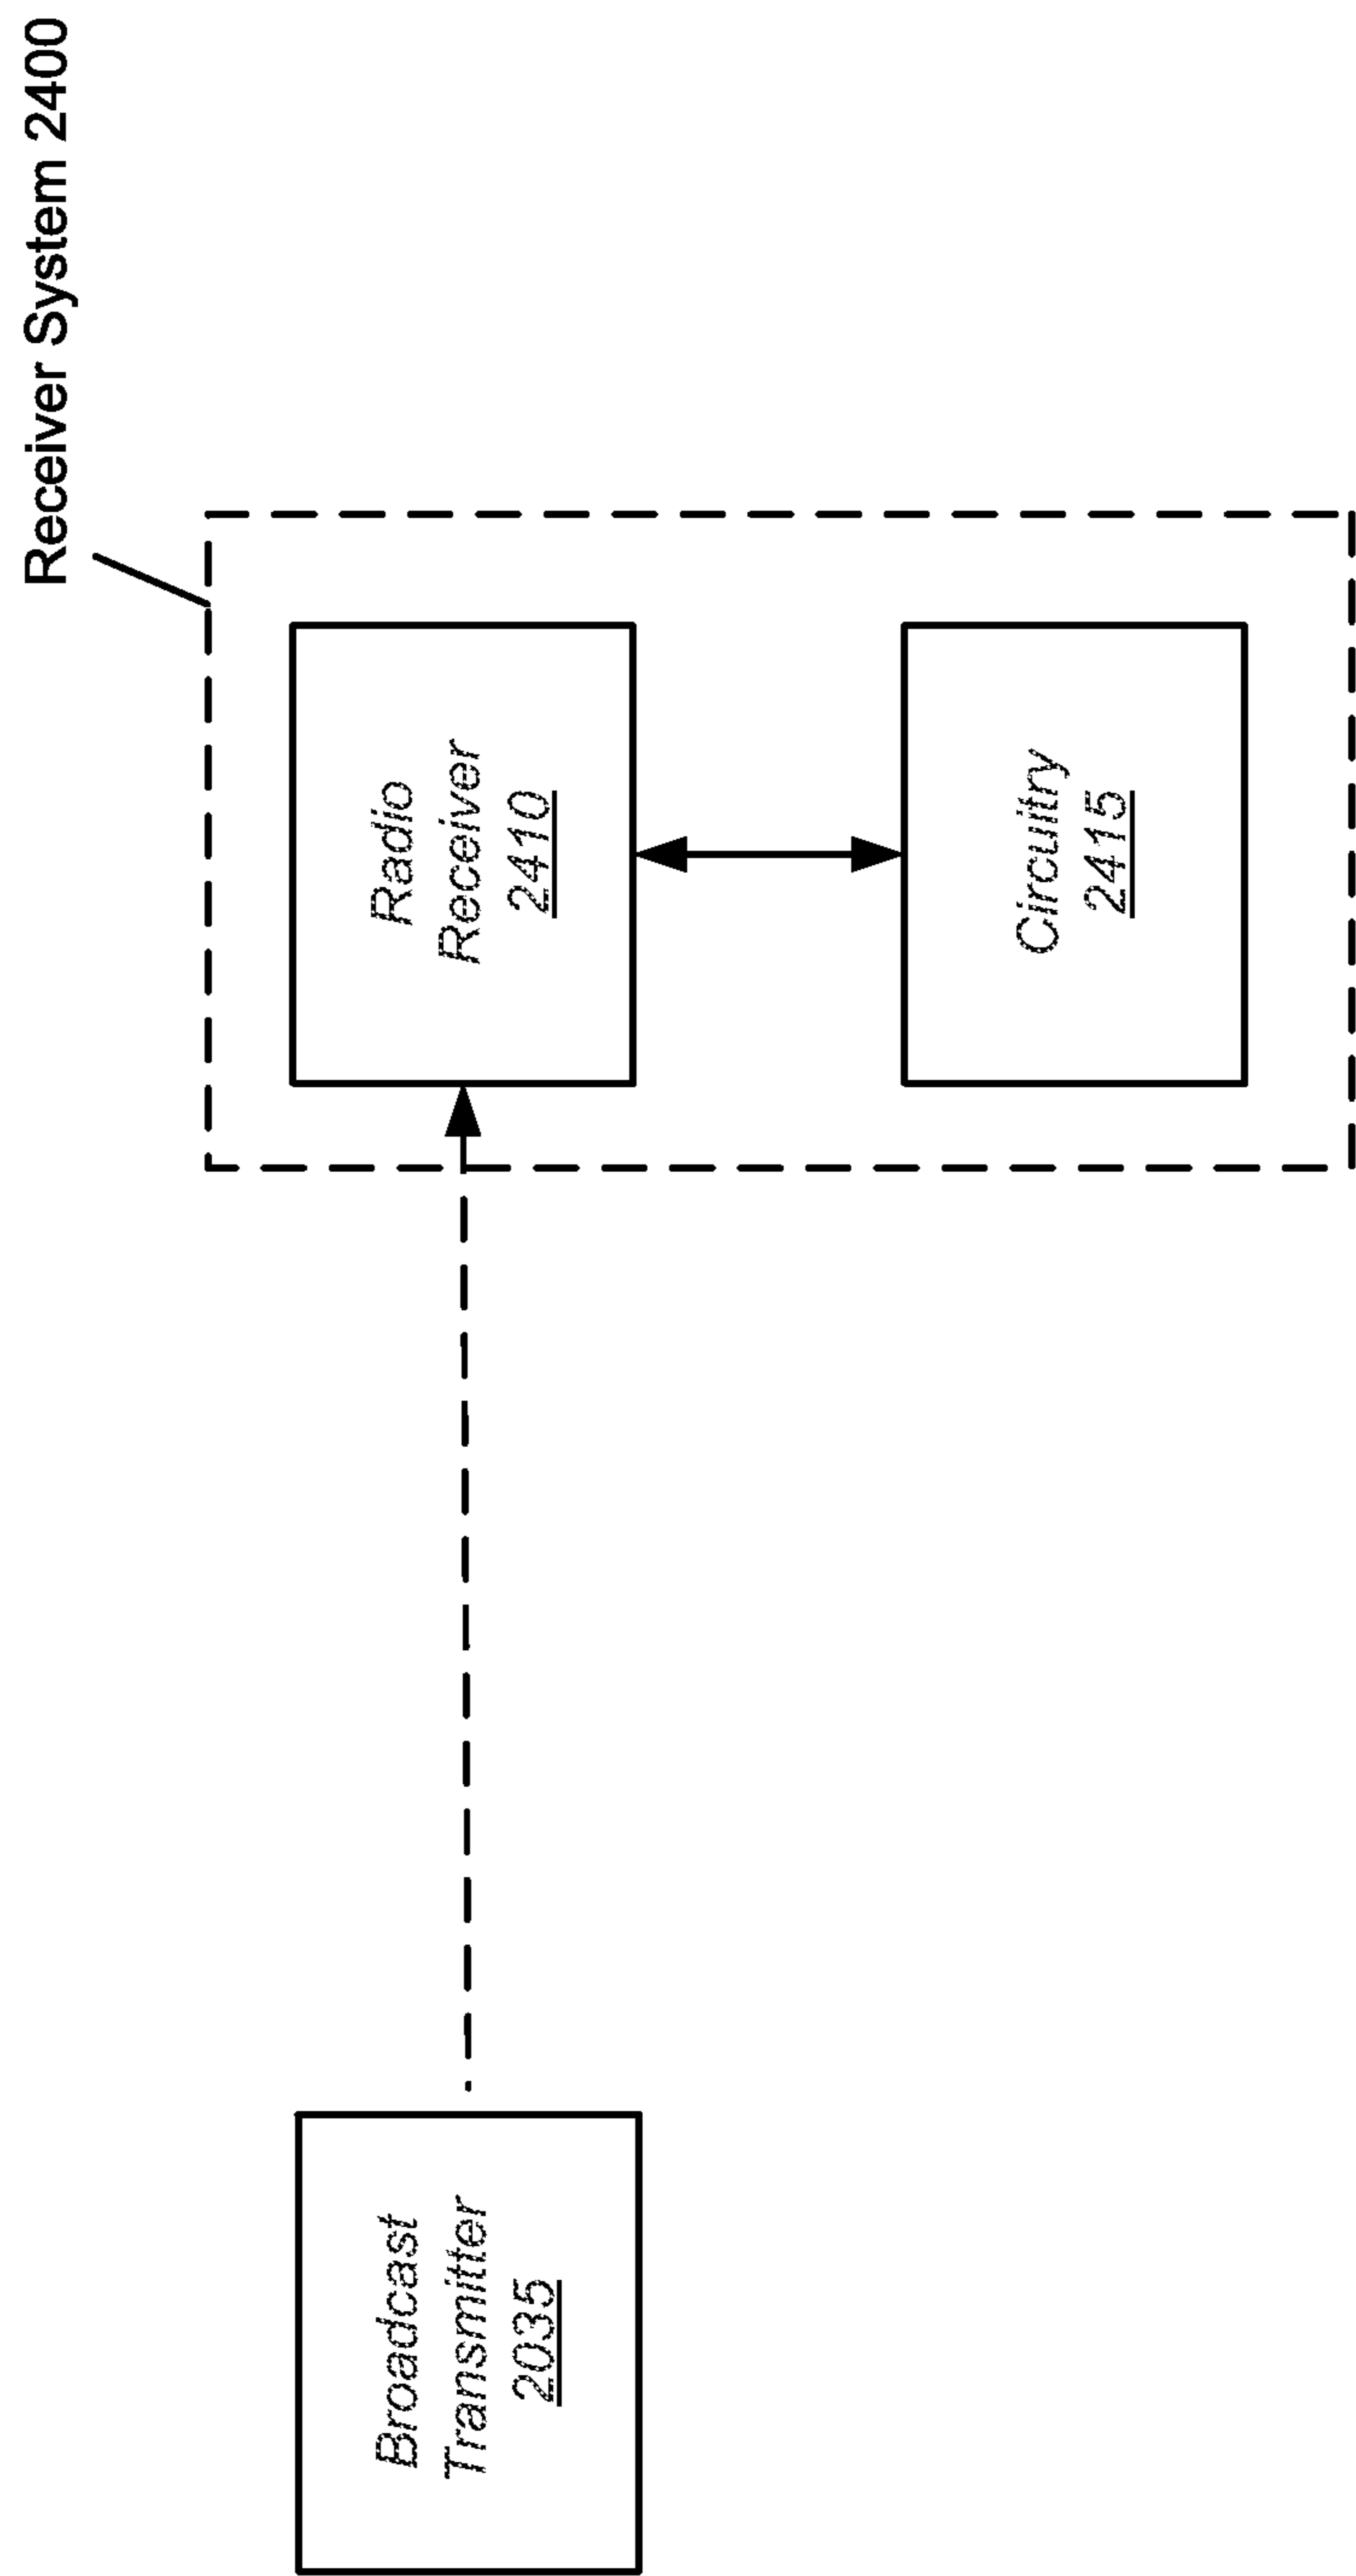 Receiver System 2400
Broadcast
Transmitter
2035
Radio
Receiver
2410
Circuitry
2415